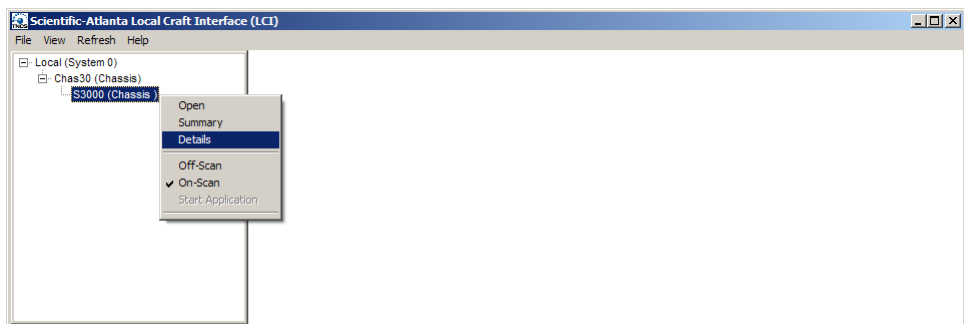 Scientific-Atlanta Local Craft Interface (LCI)
File View Refresh Help
Local (System 0)
Chas30 (Chassis)
S3000 (Chassis )
Open
Summary
Details
Off-Scan
On-Scan
Start Application